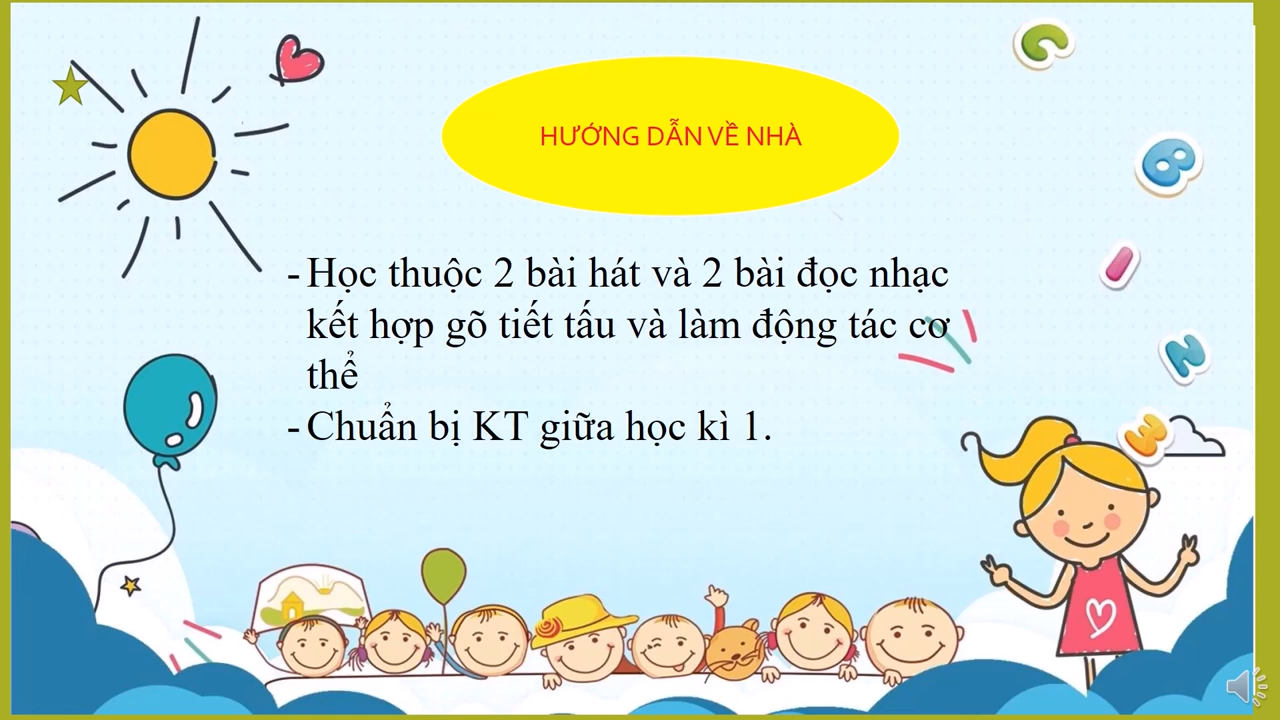 HƯỚNG DẪN VỀ NHÀ
- Học thuộc 2 bài hát và 2 bài đọc nhạc
kết hợp gõ tiết tấu và làm động tác cơ
thể
- Chuẩn bị KT giữa học kì 1.
C
B
I
N
3